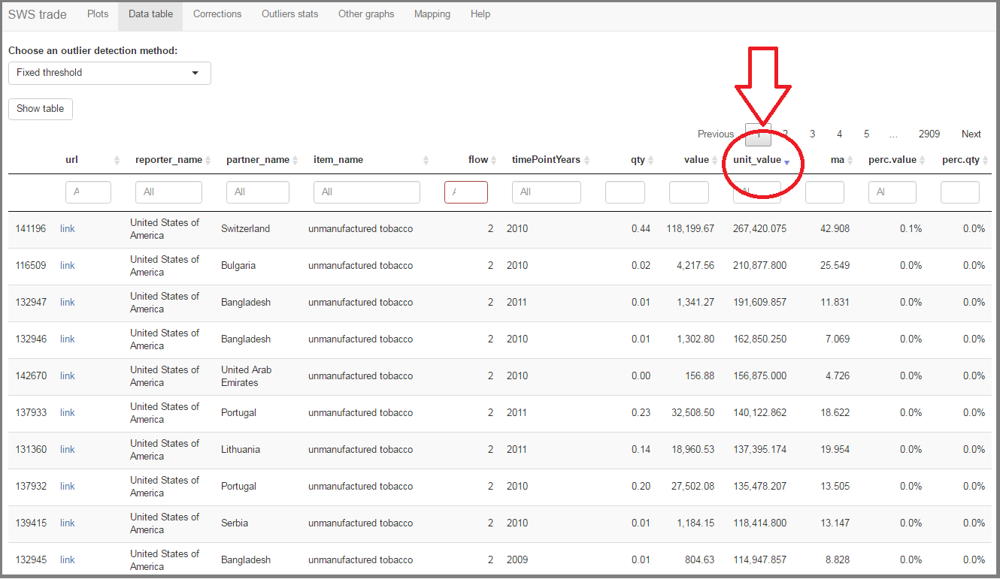 SWS trade Plots Data table Corrections Outliers stats Other graphs Mapping Help
Choose an outlier detection method:
Fixed threshold
Show table
Previous 1 2 3 4 5 ... 2909 Next
url reporter_name partner_name item_name flow timePointYears qty value unit_value ma perc.value perc.qty
A All All All A All Al Al
141196 link United States of America Switzerland unmanufactured tobacco 2 2010 0.44 118,199.67 267,420.075 42.908 0.1% 0.0%
116509 link United States of America Bulgaria unmanufactured tobacco 2 2010 0.02 4,217.56 210,877.800 25.549 0.0% 0.0%
132947 link United States of America Bangladesh unmanufactured tobacco 2 2011 0.01 1,341.27 191,609.857 11.831 0.0% 0.0%
132946 link United States of America Bangladesh unmanufactured tobacco 2 2010 0.01 1,302.80 162,850.250 7.069 0.0% 0.0%
142670 link United States of America United Arab Emirates unmanufactured tobacco 2 2010 0.00 156.88 156,875.000 4.726 0.0% 0.0%
137933 link United States of America Portugal unmanufactured tobacco 2 2011 0.23 32,508.50 140,122.862 18.622 0.0% 0.0%
131360 link United States of America Lithuania unmanufactured tobacco 2 2011 0.14 18,960.53 137,395.174 19.954 0.0% 0.0%
137932 link United States of America Portugal unmanufactured tobacco 2 2010 0.20 27,502.08 135,478.207 13.505 0.0% 0.0%
139415 link United States of America Serbia unmanufactured tobacco 2 2010 0.01 1,184.15 118,414.800 13.147 0.0% 0.0%
132945 link United States of America Bangladesh unmanufactured tobacco 2 2009 0.01 804.63 114,947.857 8.828 0.0% 0.0%